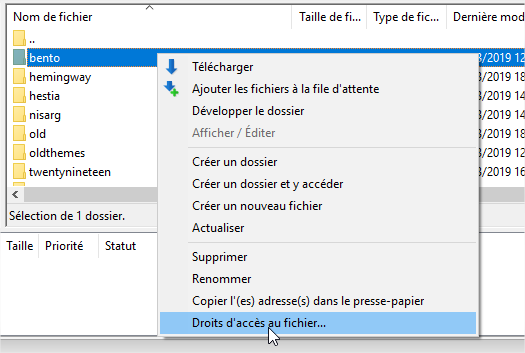 Nom de fichier Taille de fi... Type de fic... Dernière mod
..
bento 3/2019 12
hemingway 3/2019 18
hestia 3/2019 14
nisarg 3/2019 14
old 3/2019 18
oldthemes 3/2019 12
twentynineteen 3/2019 16
Sélection de 1 dossier.
Taille Priorité Statut
Télécharger
Ajouter les fichiers à la file d'attente
Développer le dossier
Afficher / Éditer
Créer un dossier
Créer un dossier et y accéder
Créer un nouveau fichier
Actualiser
Supprimer
Renommer
Copier l'(es) adresse(s) dans le presse-papier
Droits d'accès au fichier...